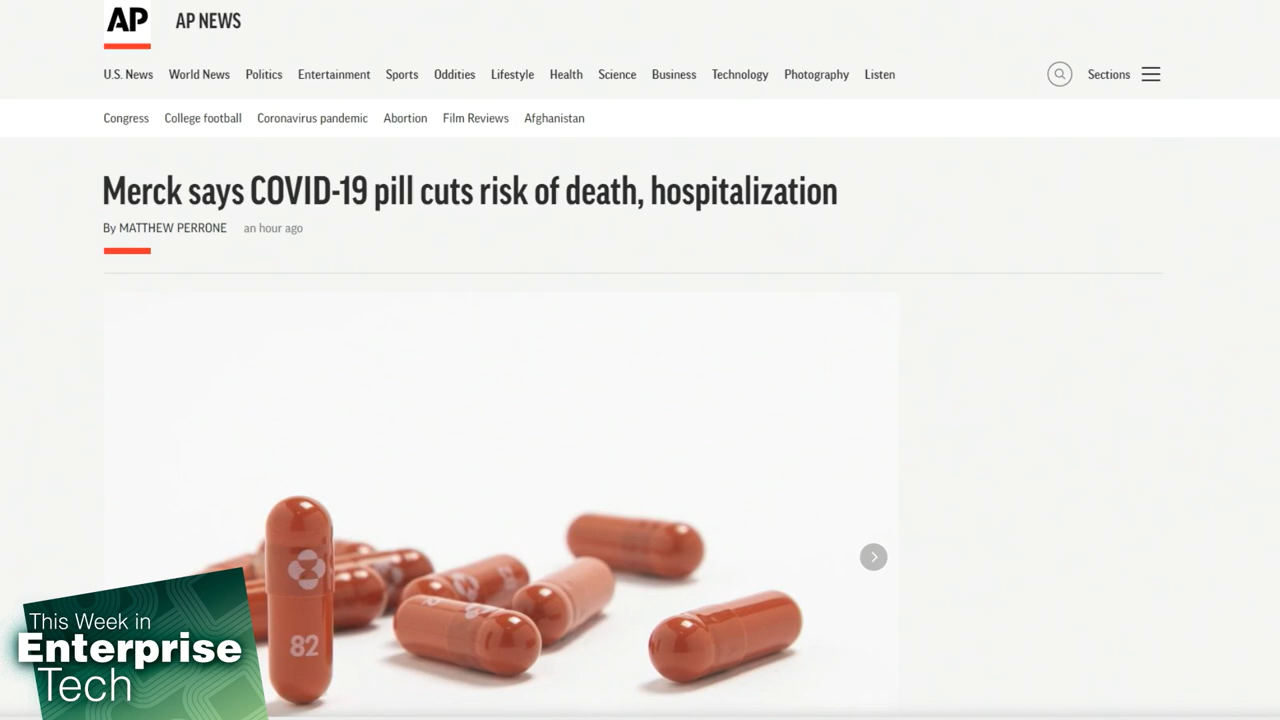 AP AP NEWS
U.S. News World News Politics Entertainment Sports Oddities Lifestyle Health Science Business Technology Photography Listen Sections
Congress College football Coronavirus pandemic Abortion Film Reviews Afghanistan
Merck says COVID-19 pill cuts risk of death, hospitalization
By MATTHEW PERRONE an hour ago
82
This Week in
Enterprise
Tech